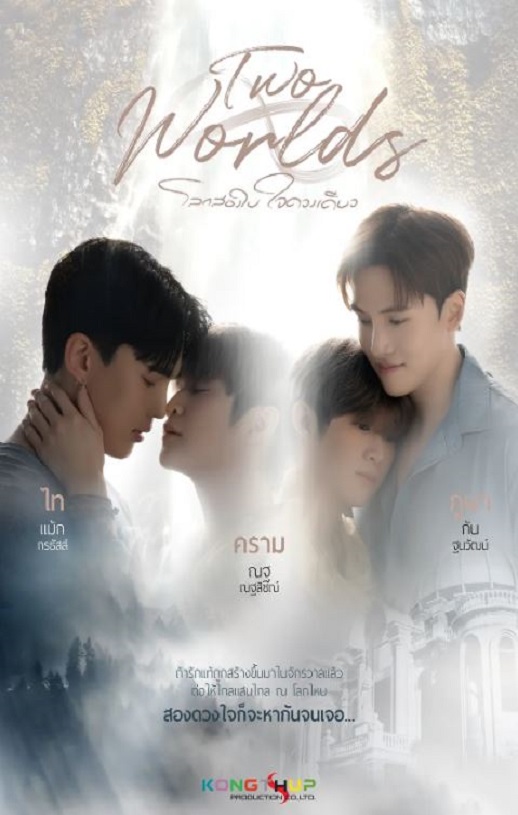 Two
Worlds
โลกสองใบ ใจดวงเดียว
ไท
แม้ก
กรธัสส์
คราม
ณฐ
ณฐสิชณ์
ภูผา
กัน
ฐนวัฒน์
ถ้ารักแท้ถูกสร้างขึ้นมาในจักรวาลแล้ว
ต่อให้ไกลแสนไกล ณ โลกไหน
สองดวงใจก็จะหากันจนเจอ...
KONGTHUP
PRODUCTION CO.,LTD.